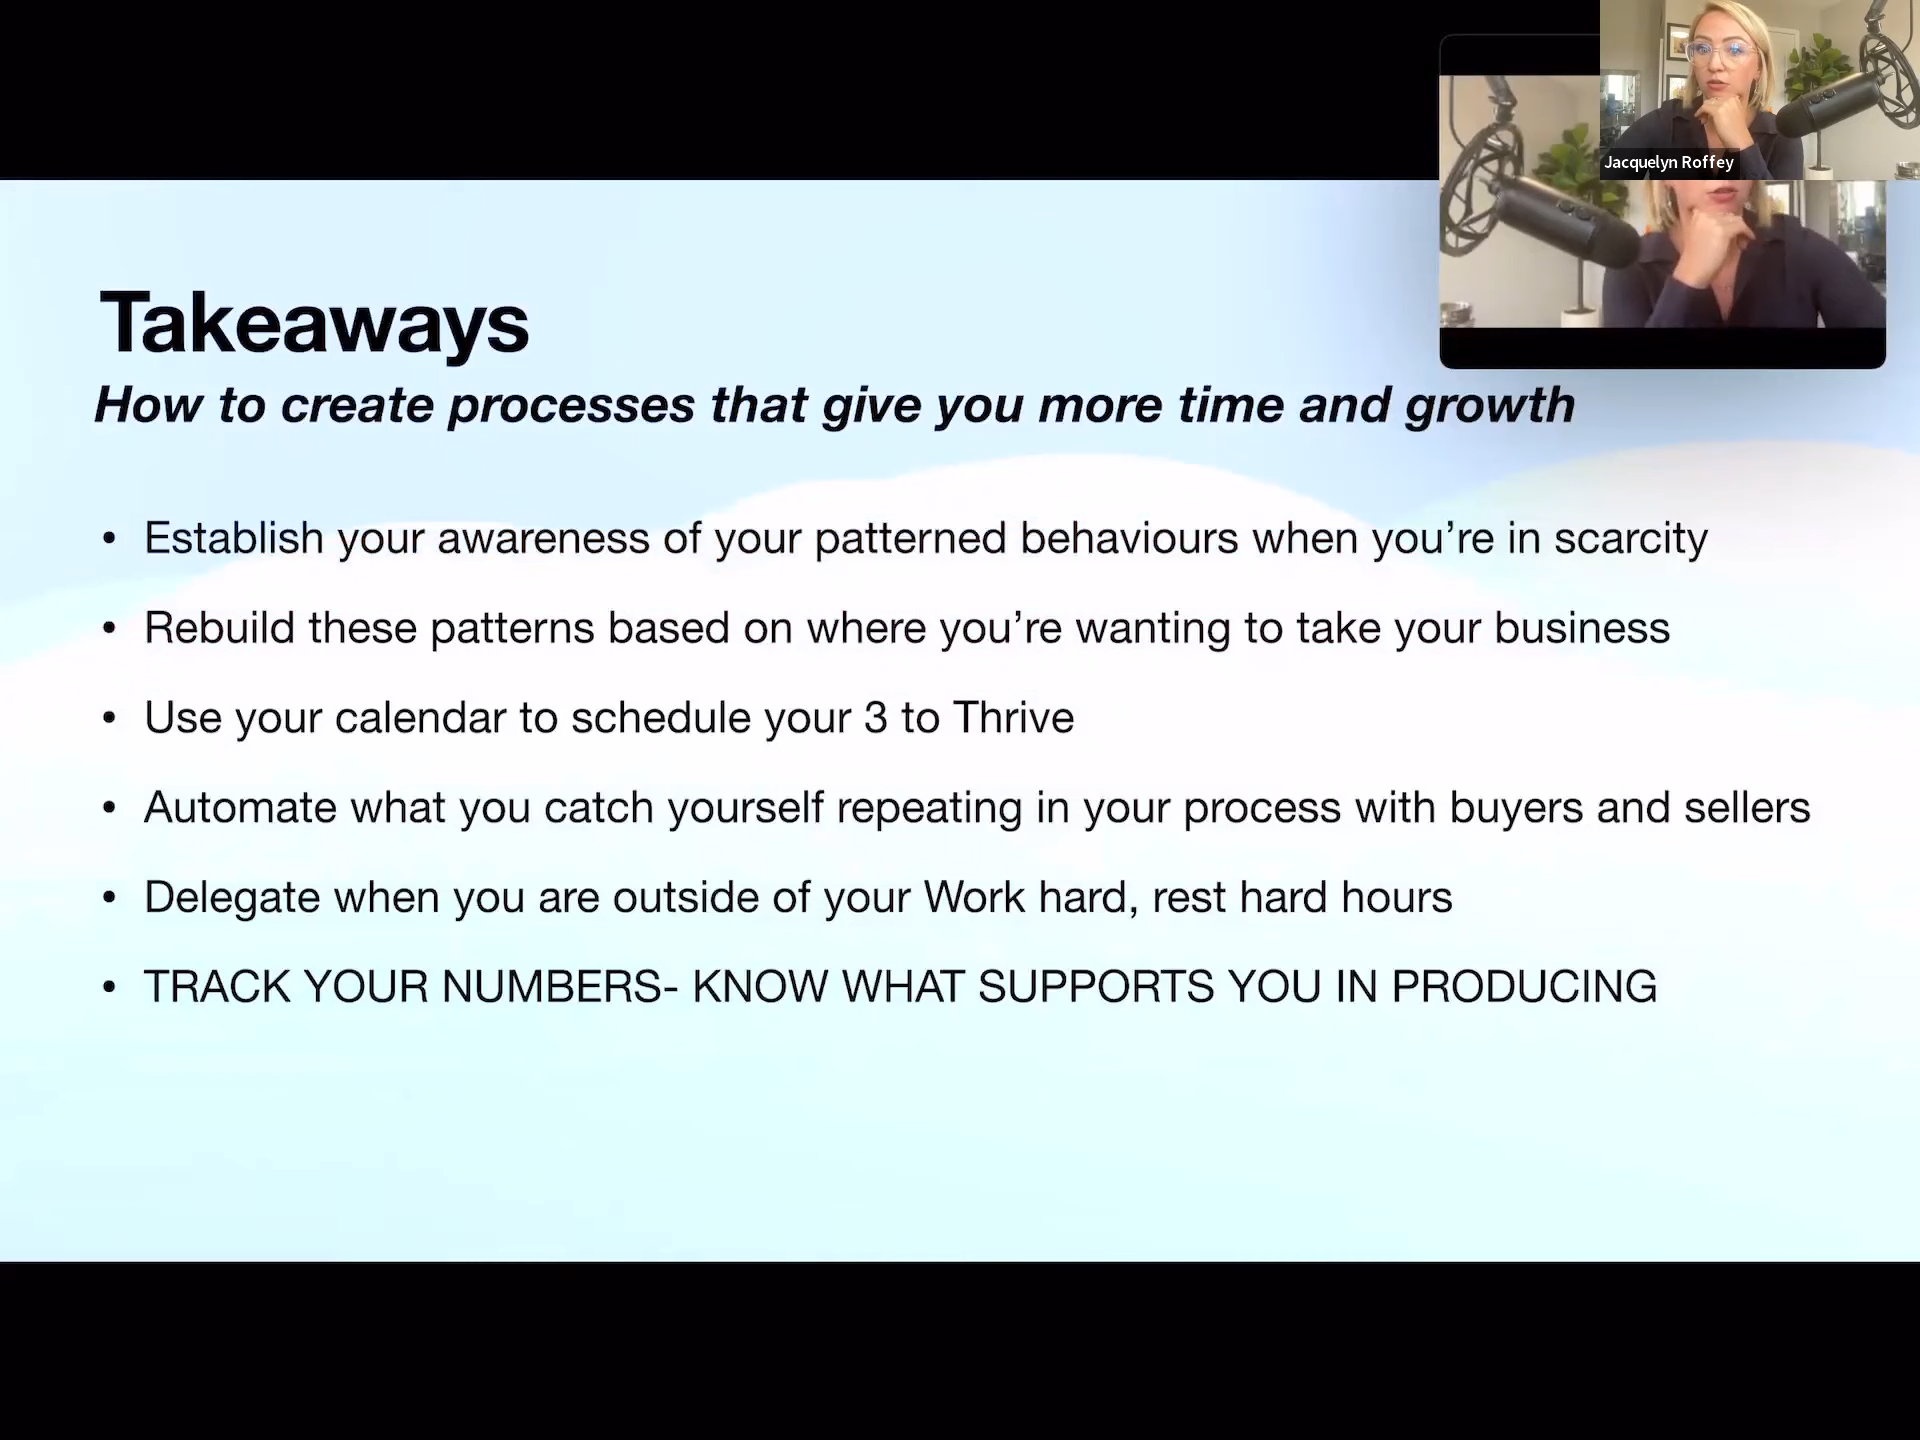 Jacquelyn Roffey
Takeaways
How to create processes that give you more time and growth
• Establish your awareness of your patterned behaviours when you’re in scarcity
• Rebuild these patterns based on where you’re wanting to take your business
• Use your calendar to schedule your 3 to Thrive
• Automate what you catch yourself repeating in your process with buyers and sellers
• Delegate when you are outside of your Work hard, rest hard hours
• TRACK YOUR NUMBERS- KNOW WHAT SUPPORTS YOU IN PRODUCING